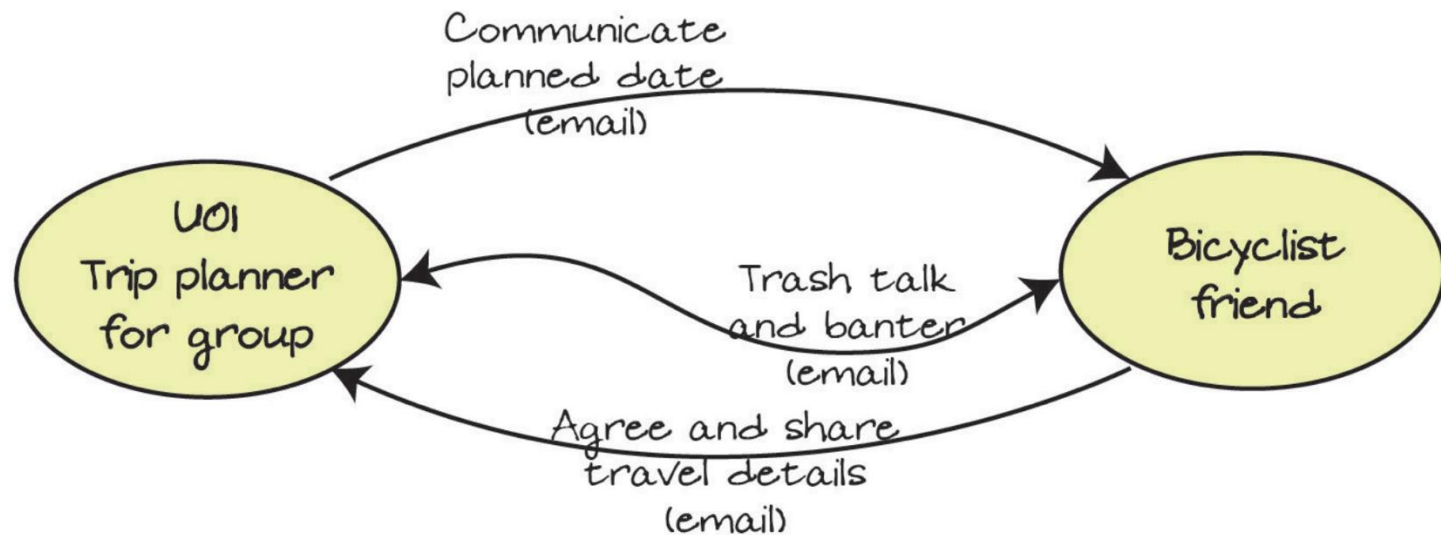 Communicate
planned date
(email)
UOI
Trip planner
for group
Trash talk
and banter
(email)
Bicyclist
friend
Agree and share
travel details
(email)